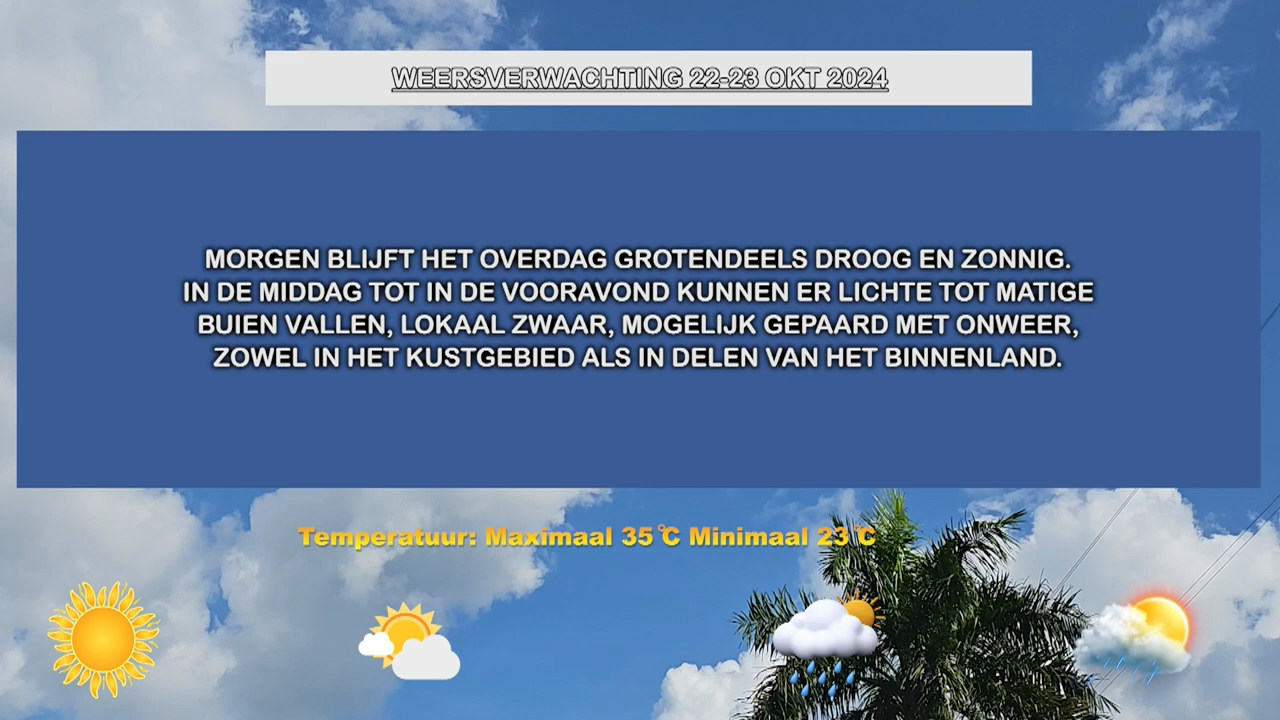 WEERSVERWACHTING 22-23 OKT 2024
MORGEN BLIJFT HET OVERDAG GROTENDEELS DROOG EN ZONNIG.
IN DE MIDDAG TOT IN DE VOORAVOND KUNNEN ER LICHTE TOT MATIGE
BUIEN VALLEN, LOKAAL ZWAAR, MOGELIJK GEPAARD MET ONWEER,
ZOWEL IN HET KUSTGEBIED ALS IN DELEN VAN HET BINNENLAND.
Temperatuur: Maximaal 35℃ Minimaal 23℃